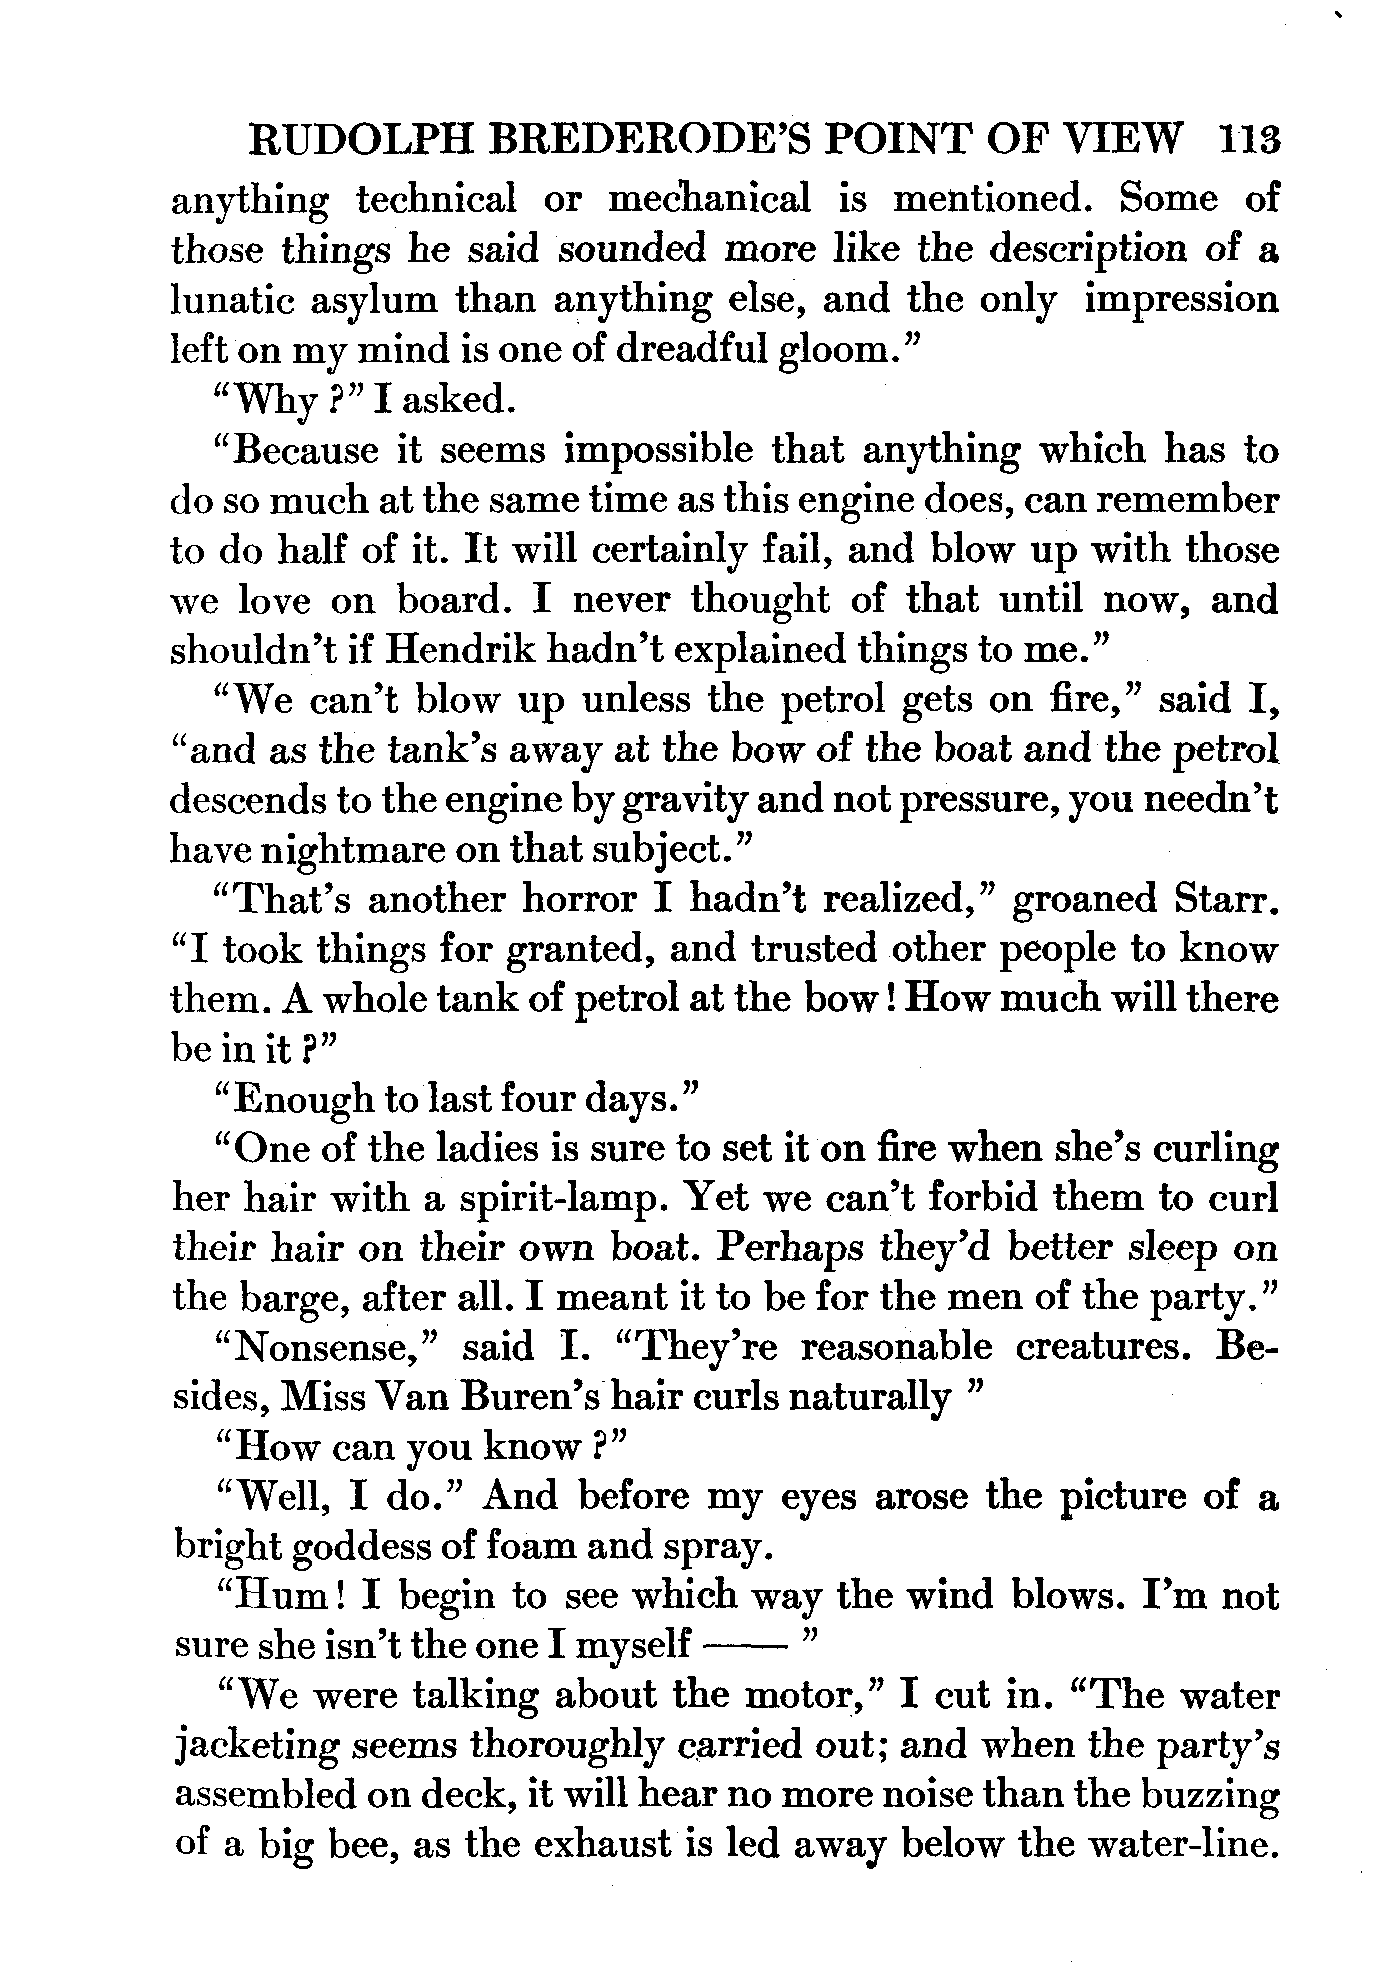 RUDOLPH BREDERODE'S POINT OF VIEW 113
anything technical or mechanical is mentioned. Some of
those things he said sounded more like the description of a
lunatic asylum than anything else, and the only impression
left on my mind is one of dreadful gloom."
"Why ?" I asked.
"Because it seems impossible that anything which has to
do so much at the same time as this engine does, can remember
to do half of it. It will certainly fail, and blow up with those
we love on board. I never thought of that until now, and
shouldn't if Hendrik hadn't explained things to me."
"We can't blow up unless the petrol gets on fire," said I,
"and as the tank's away at the bow of the boat and the petrol
descends to the engine by gravity and not pressure, you needn't
have nightmare on that subject."
"That's another horror I hadn't realized," groaned Starr.
"I took things for granted, and trusted other people to know
them. A whole tank of petrol at the bow! How much will there
be in it ?"
"Enough to last four days."
"One of the ladies is sure to set it on fire when she's curling
her hair with a spirit-lamp. Yet we can't forbid them to curl
their hair on their own boat. Perhaps they'd better sleep on
the barge, after all. I meant it to be for the men of the party."
"Nonsense," said I. "They're reasonable creatures. Be-
sides, Miss Van Buren's hair curls naturally "
"How can you know ?"
"Well, I do." And before my eyes arose the picture of a
bright goddess of foam and spray.
"Hum! I begin to see which way the wind blows. I'm not
sure she isn't the one I myself —— "
"We were talking about the motor," I cut in. "The water
jacketing seems thoroughly carried out; and when the party's
assembled on deck, it will hear no more noise than the buzzing
of a big bee, as the exhaust is led away below the water-line.